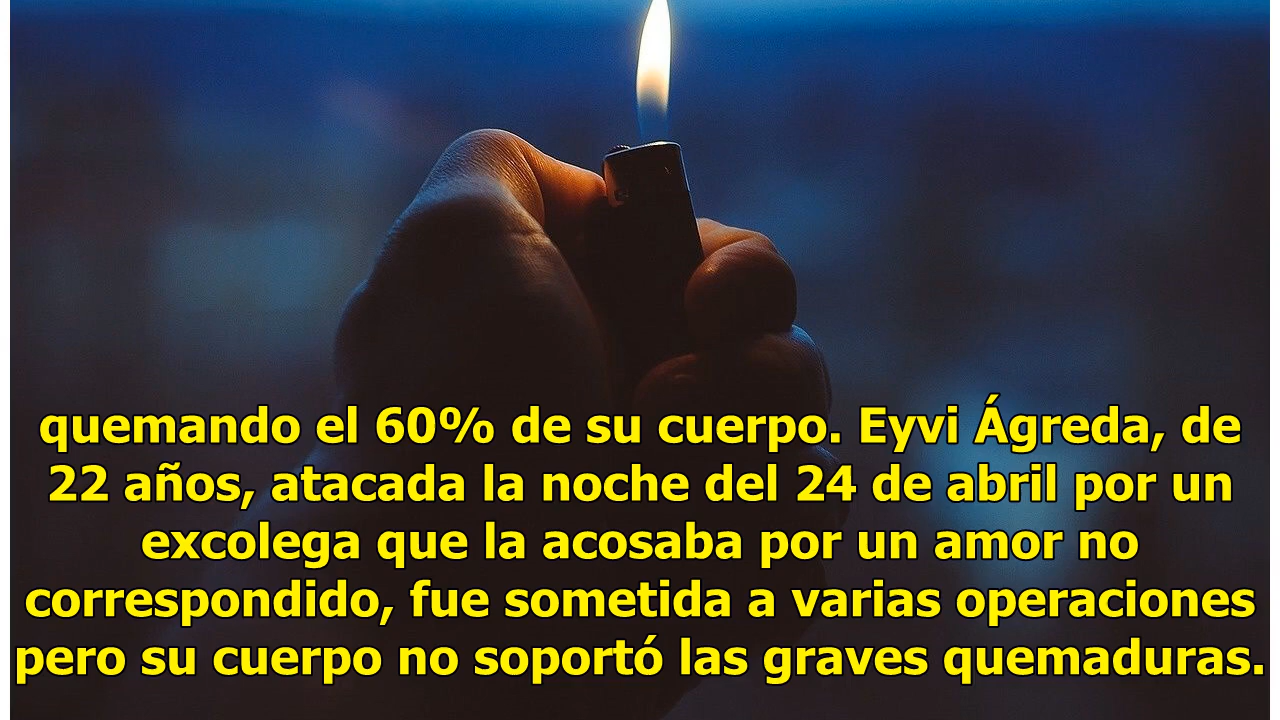 quemando el 60% de su cuerpo. Eyvi Ágreda, de
22 años, atacada la noche del 24 de abril por un
excolega que la acosaba por un amor no
correspondido, fue sometida a varias operaciones
pero su cuerpo no soportó las graves quemaduras.